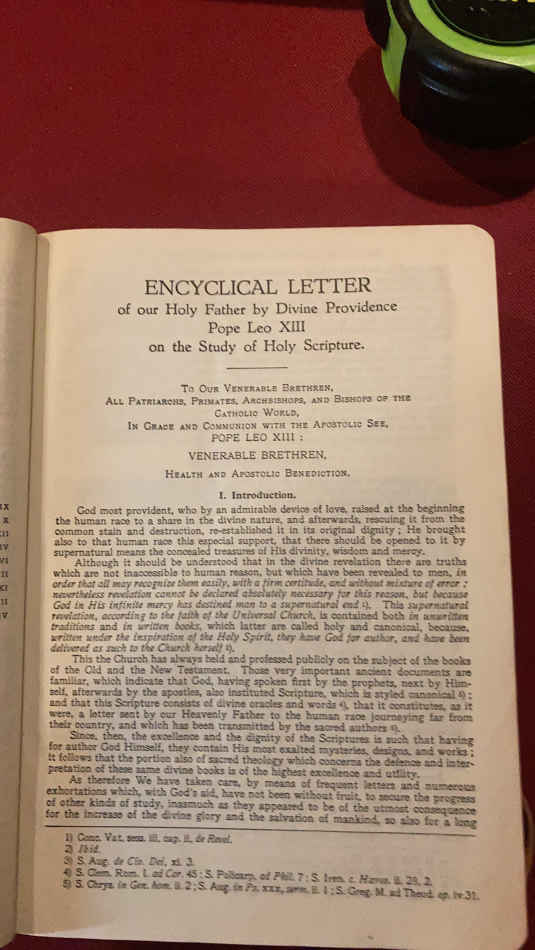 ENCYCLICAL LETTER
of our Holy Father by Divine Providence
Pope Leo XIII
on the Study of Holy Scripture.
To Our Venerable Brethren,
All Patriarchs, Primates, Archbishops, and Bishops of the
Catholic World,
In Grace and Communion with the Apostolic See,
POPE LEO XIII :
VENERABLE BRETHREN,
Health and Apostolic Benediction.
I. Introduction.
God most provident, who by an admirable device of love, raised at the beginning
the human race to a share in the divine nature, and afterwards, rescuing it from the
common stain and destruction, re-established it in its original dignity ; He brought
also to that human race this especial support, that there should be opened to it by
supernatural means the concealed treasures of His divinity, wisdom and mercy.
Although it should be understood that in the divine revelation there are truths
which are not inaccessible to human reason, but which have been revealed to men, in
order that all may recognise them easily, with a firm certitude, and without mixture of error ;
nevertheless revelation cannot be declared absolutely necessary for this reason, but because
God in His infinite mercy has destined man to a supernatural end 1). This supernatural
revelation, according to the faith of the Universal Church, is contained both in unwritten
traditions and in written books, which latter are called holy and canonical, because,
written under the inspiration of the Holy Spirit, they have God for author, and have been
delivered as such to the Church herself 2).
This the Church has always held and professed publicly on the subject of the books
of the Old and the New Testament. Those very important ancient documents are
familiar, which indicate that God, having spoken first by the prophets, next by Him-
self, afterwards by the apostles, also instituted Scripture, which is styled canonical 3) ;
and that this Scripture consists of divine oracles and words 4), that it constitutes, as it
were, a letter sent by our Heavenly Father to the human race journeying far from
their country, and which has been transmitted by the sacred authors 5).
Since, then, the excellence and the dignity of the Scriptures is such that having
for author God Himself, they contain His most exalted mysteries, designs, and works ;
it follows that the portion also of sacred theology which concerns the defence and inter-
pretation of these same divine books is of the highest excellence and utility.
As therefore We have taken care, by means of frequent letters and numerous
exhortations which, with God's aid, have not been without fruit, to secure the progress
of other kinds of study, inasmuch as they appeared to be of the utmost consequence
for the increase of the divine glory and the salvation of mankind, so also for a long
1) Conc. Vat. sess. iii. cap. ii. de Revel.
2) Ibid.
3) S. Aug. de Civ. Dei, xi. 3.
4) S. Clem. Rom. I. ad Cor. 45 ; S. Policarp. ad Phil. 7 ; S. Iren. c. Haeres. ii. 28, 2.
5) S. Chrys. in Gen. hom. ii. 2 ; S. Aug. in Ps. xxx, serm. ii. 1 ; S. Greg. M. ad Theod. ep. iv. 31.